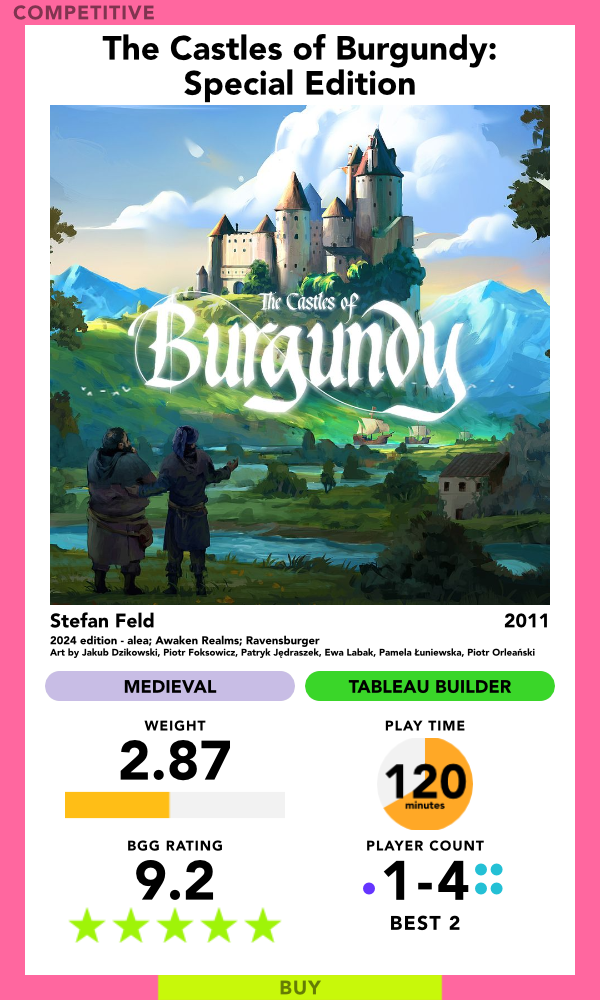 COMPETITIVE
The Castles of Burgundy:
Special Edition
The Castles of
Burgundy
Stefan Feld 2011
2024 edition - alea; Awaken Realms; Ravensburger
Art by Jakub Dzikowski, Piotr Foksowicz, Patryk Jędraszek, Ewa Labak, Pamela Łuniewska, Piotr Orleański
MEDIEVAL TABLEAU BUILDER
WEIGHT
2.87
PLAY TIME
120
minutes
BGG RATING
9.2
PLAYER COUNT
1-4
BEST 2
BUY